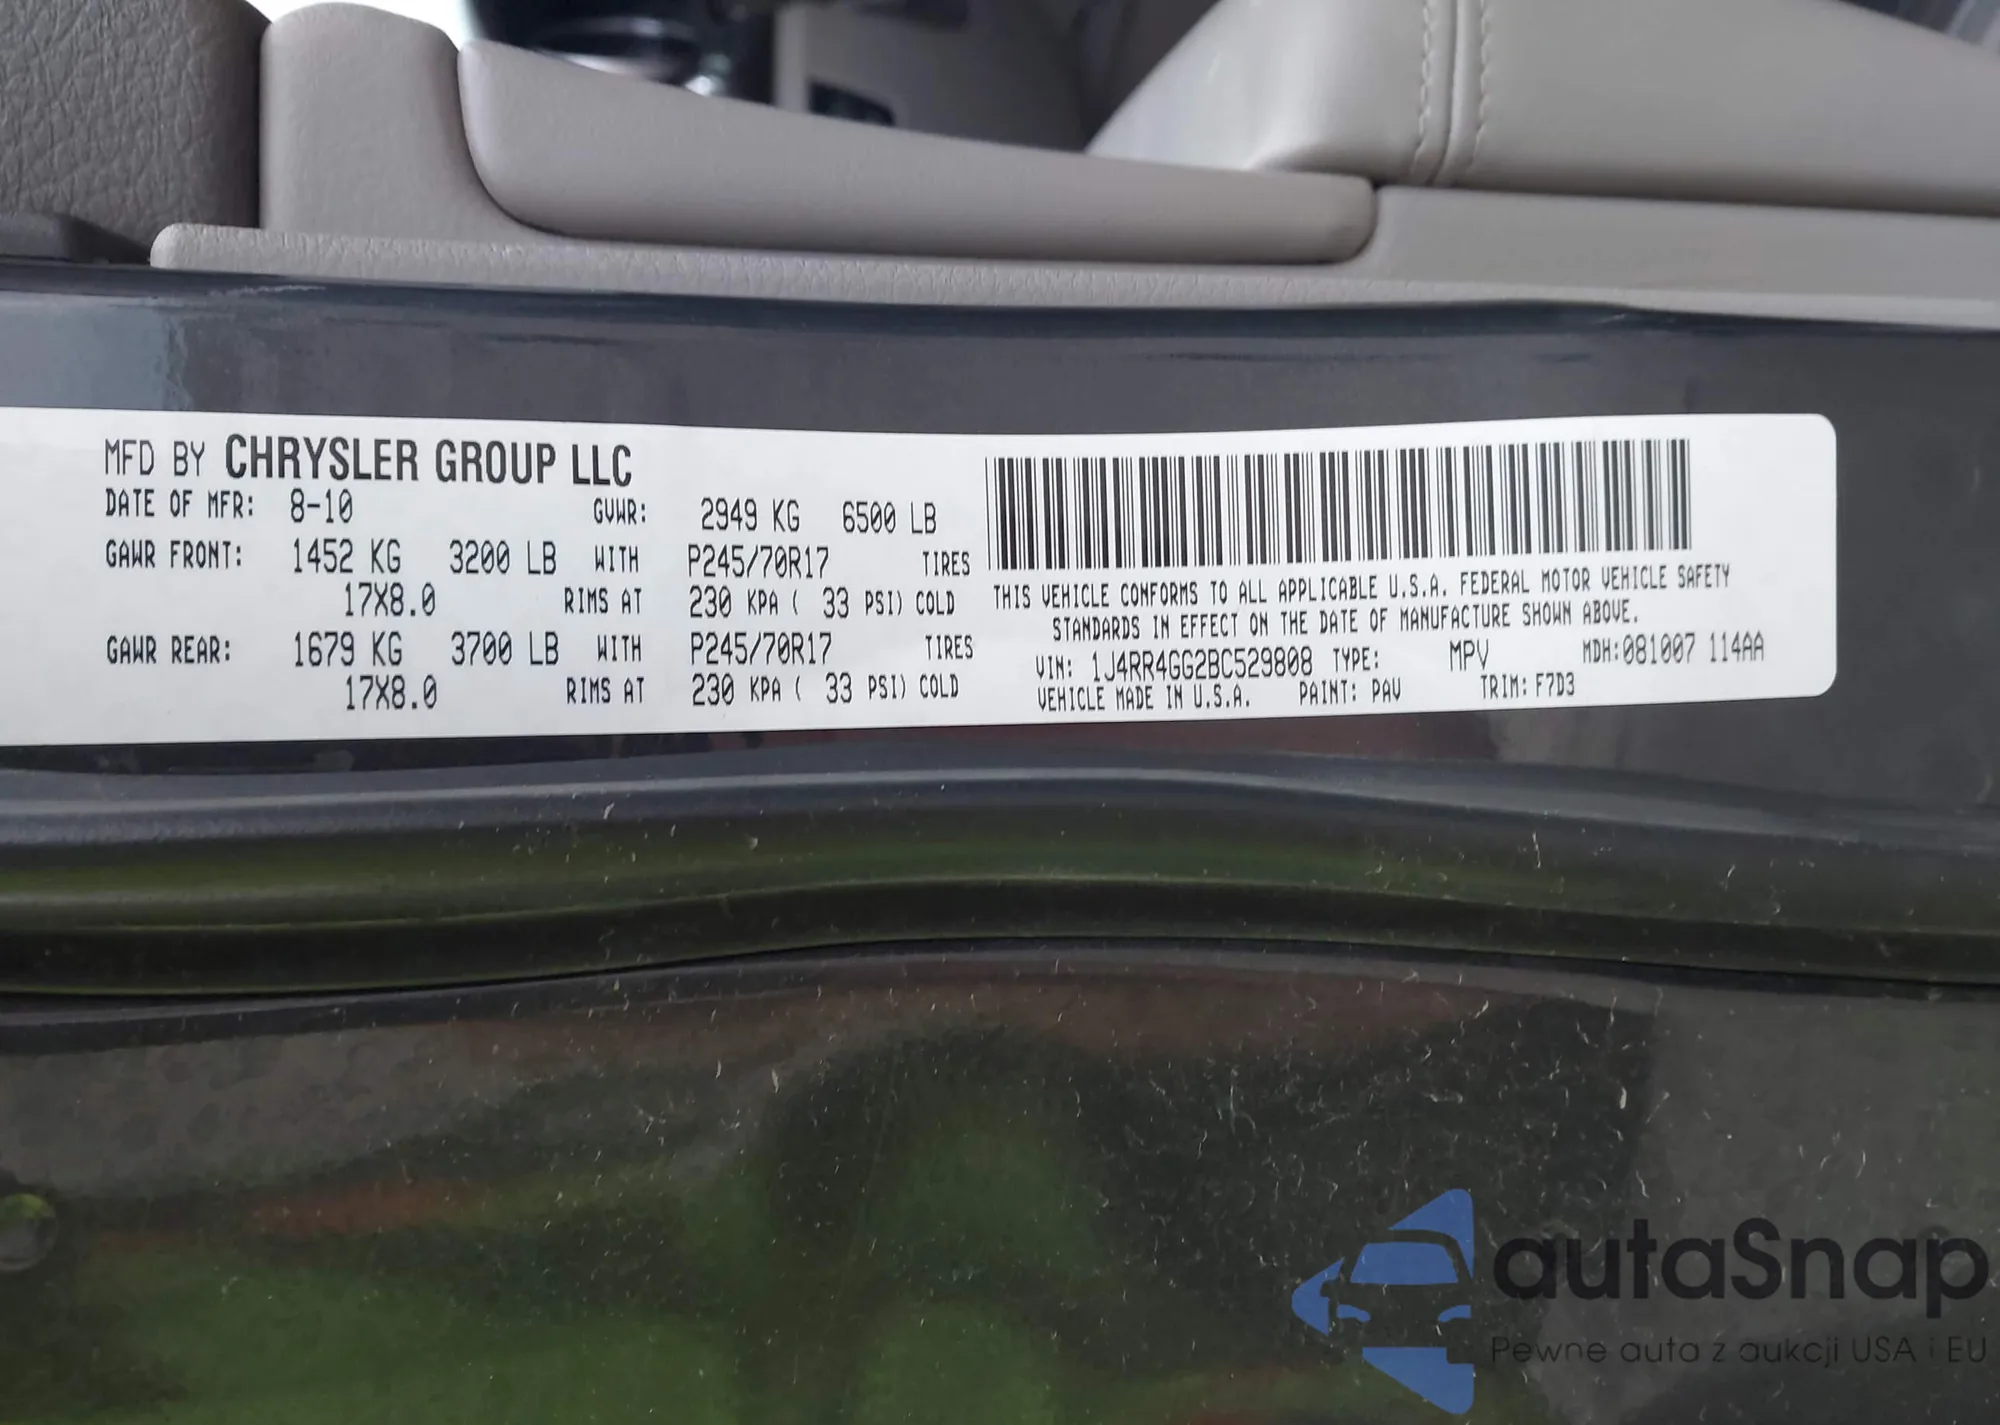 MFD BY CHRYSLER GROUP LLC
DATE OF MFR: 8-10 GVWR: 2949 KG 6500 LB
GAWR FRONT: 1452 KG 3200 LB WITH P245/70R17 TIRES
17X8.0 RIMS AT 230 KPA ( 33 PSI) COLD
GAWR REAR: 1679 KG 3700 LB WITH P245/70R17 TIRES
17X8.0 RIMS AT 230 KPA ( 33 PSI) COLD
THIS VEHICLE CONFORMS TO ALL APPLICABLE U.S.A. FEDERAL MOTOR VEHICLE SAFETY
STANDARDS IN EFFECT ON THE DATE OF MANUFACTURE SHOWN ABOVE.
VIN: 1J4RR4GG2BC529808 TYPE: MPV MDH:081007 114AA
VEHICLE MADE IN U.S.A. PAINT: PAV TRIM: F7D3
autaSnap
Pewne auta z aukcji USA i EU